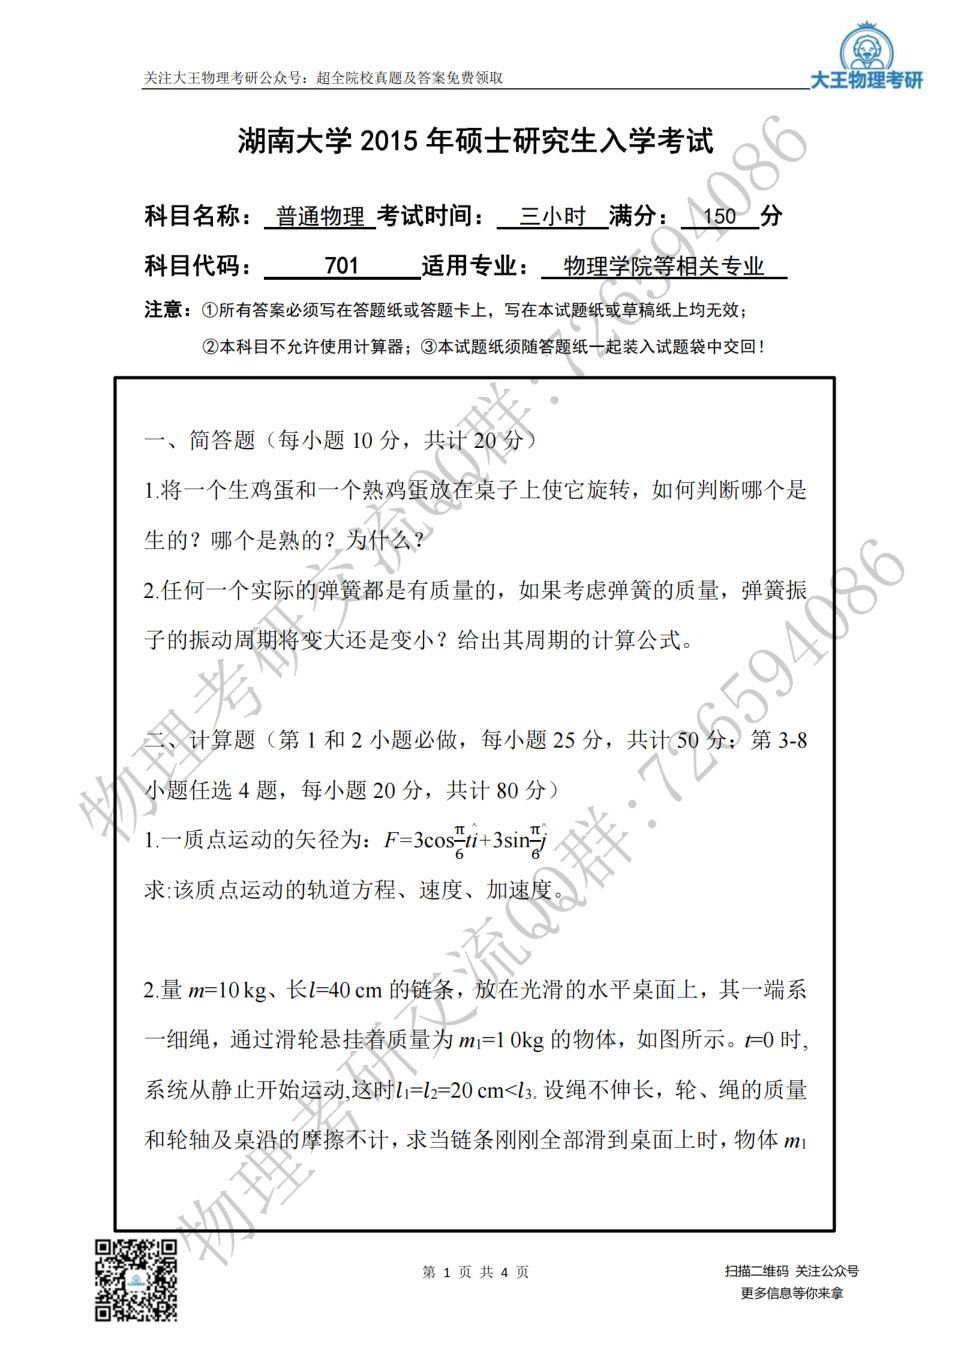 关注大王物理考研公众号：超全院校真题及答案免费领取
大王物理考研
湖南大学 2015 年硕士研究生入学考试
科目名称： 普通物理 考试时间： 三小时 满分： 150 分
科目代码： 701 适用专业： 物理学院等相关专业
注意：①所有答案必须写在答题纸或答题卡上，写在本试题纸或草稿纸上均无效；
②本科目不允许使用计算器；③本试题纸须随答题纸一起装入试题袋中交回！
一、简答题（每小题 10 分，共计 20 分）
1.将一个生鸡蛋和一个熟鸡蛋放在桌子上使它旋转，如何判断哪个是
生的？哪个是熟的？为什么？
2.任何一个实际的弹簧都是有质量的，如果考虑弹簧的质量，弹簧振
子的振动周期将变大还是变小？给出其周期的计算公式。
二、计算题（第 1 和 2 小题必做，每小题 25 分，共计 50 分；第 3-8
小题任选 4 题，每小题 20 分，共计 80 分）
1.一质点运动的矢径为：F=3cosπ/6tî+3sinπ/6ĵ
求:该质点运动的轨道方程、速度、加速度。
2.量 m=10 kg、长l=40 cm 的链条，放在光滑的水平桌面上，其一端系
一细绳，通过滑轮悬挂着质量为 m₁=1 0kg 的物体，如图所示。t=0 时,
系统从静止开始运动,这时l₁=l₂=20 cm<l₃。设绳不伸长，轮、绳的质量
和轮轴及桌沿的摩擦不计，求当链条刚刚全部滑到桌面上时，物体 m₁
物理考研交流QQ群：726594086
物理考研交流QQ群：726594086
大王物理考研
第 1 页 共 4 页
扫描二维码 关注公众号
更多信息等你来拿